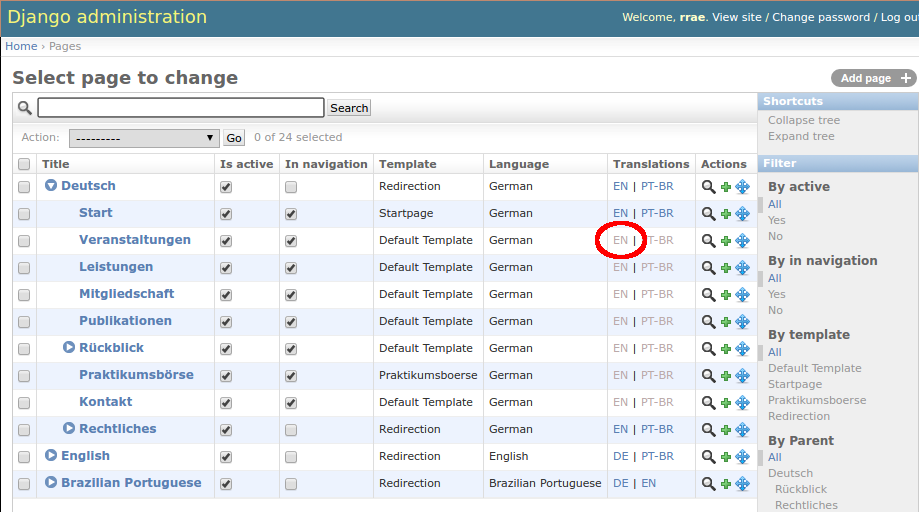 Django administration
Welcome, rrae. View site / Change password / Log ou
Home › Pages
Select page to change
Add page +
Search
Action: --------- Go 0 of 24 selected
Title Is active In navigation Template Language Translations Actions
Deutsch Redirection German EN | PT-BR
Start Startpage German EN | PT-BR
Veranstaltungen Default Template German EN | PT-BR
Leistungen Default Template German EN | PT-BR
Mitgliedschaft Default Template German EN | PT-BR
Publikationen Default Template German EN | PT-BR
Rückblick Default Template German EN | PT-BR
Praktikumsbörse Praktikumsboerse German EN | PT-BR
Kontakt Default Template German EN | PT-BR
Rechtliches Redirection German EN | PT-BR
English Redirection English DE | PT-BR
Brazilian Portuguese Redirection Brazilian Portuguese DE | EN
Shortcuts
Collapse tree
Expand tree
Filter
By active
All
Yes
No
By in navigation
All
Yes
No
By template
All
Default Template
Startpage
Praktikumsboerse
Redirection
By Parent
All
Deutsch
Rückblick
Rechtliches